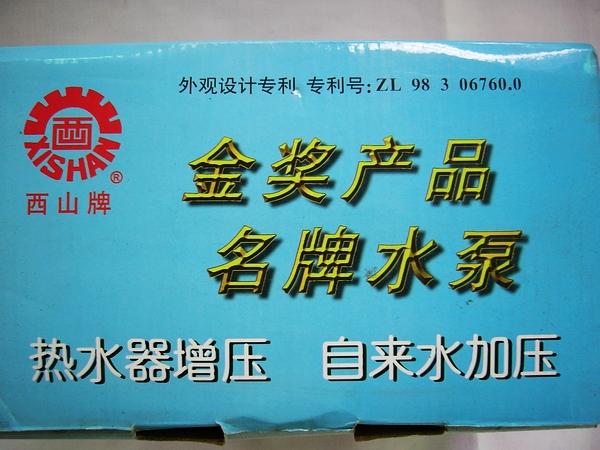 外观设计专利 专利号:ZL 98 3 06760.0
西
XISHAN
®
西山牌
金奖产品
名牌水泵
热水器增压 自来水加压